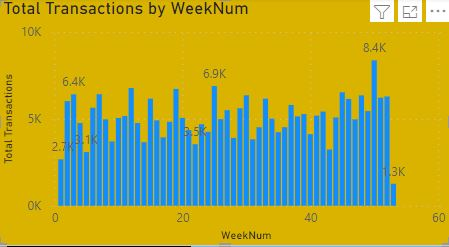 Total Transactions by WeekNum
10K
8.4K
6.9K
6.4K
5K
3.5K
3.1K
2.7K
1.3K
0K
0
20
40
60
Total Transactions
WeekNum